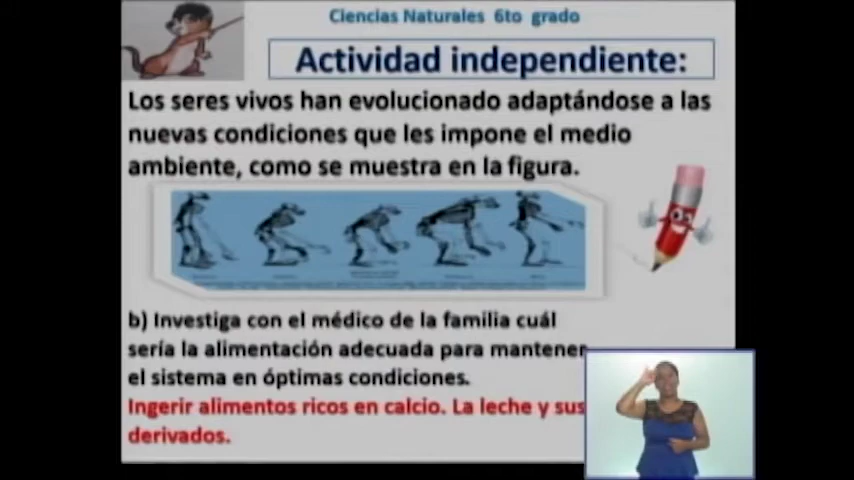 Ciencias Naturales 6to grado
Actividad independiente:
Los seres vivos han evolucionado adaptándose a las
nuevas condiciones que les impone el medio
ambiente, como se muestra en la figura.
b) Investiga con el médico de la familia cuál
sería la alimentación adecuada para mantener
el sistema en óptimas condiciones.
Ingerir alimentos ricos en calcio. La leche y sus
derivados.